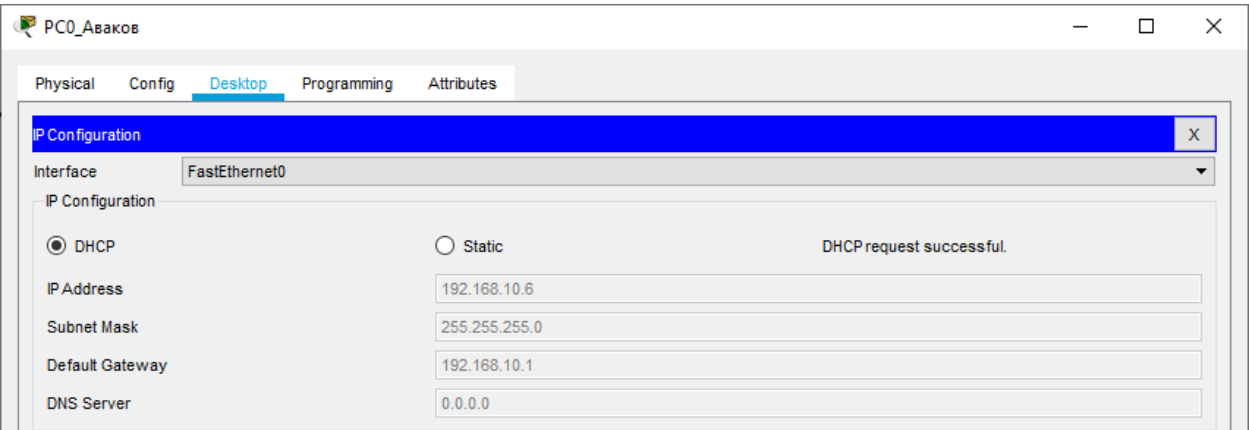 PC0_Аваков
Physical Config Desktop Programming Attributes
IP Configuration X
Interface FastEthernet0
IP Configuration
DHCP Static DHCP request successful.
IP Address 192.168.10.6
Subnet Mask 255.255.255.0
Default Gateway 192.168.10.1
DNS Server 0.0.0.0